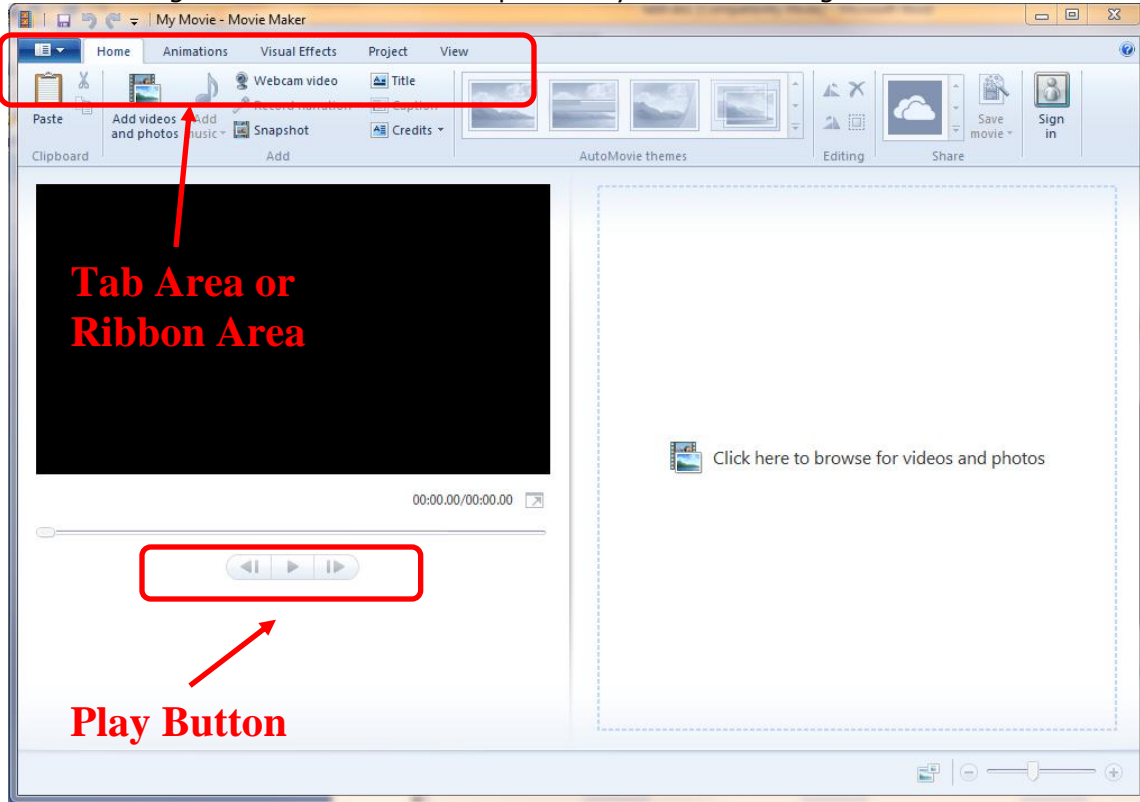 My Movie - Movie Maker
Home Animations Visual Effects Project View
Webcam video Title
Record narration Caption
Paste Add videos and photos Add music Snapshot Credits Save movie Sign in
Clipboard Add AutoMovie themes Editing Share
Tab Area or
Ribbon Area
Click here to browse for videos and photos
00:00.00/00:00.00
Play Button